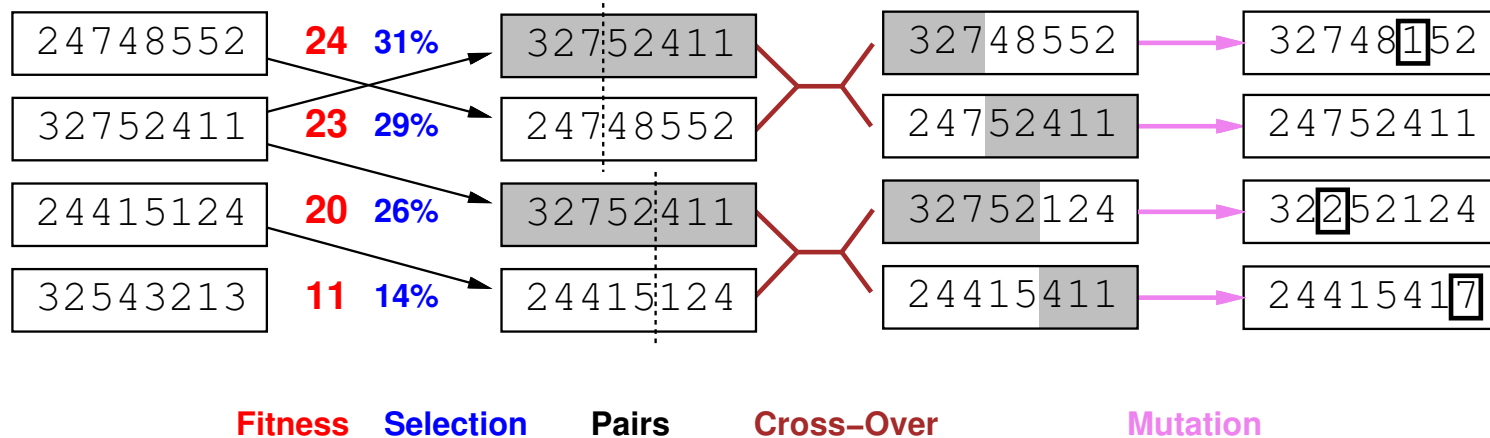 24748552 24 31% 32752411 32748552 32748152
32752411 23 29% 24748552 24752411 24752411
24415124 20 26% 32752411 32752124 32252124
32543213 11 14% 24415124 24415411 24415417
Fitness Selection Pairs Cross–Over Mutation